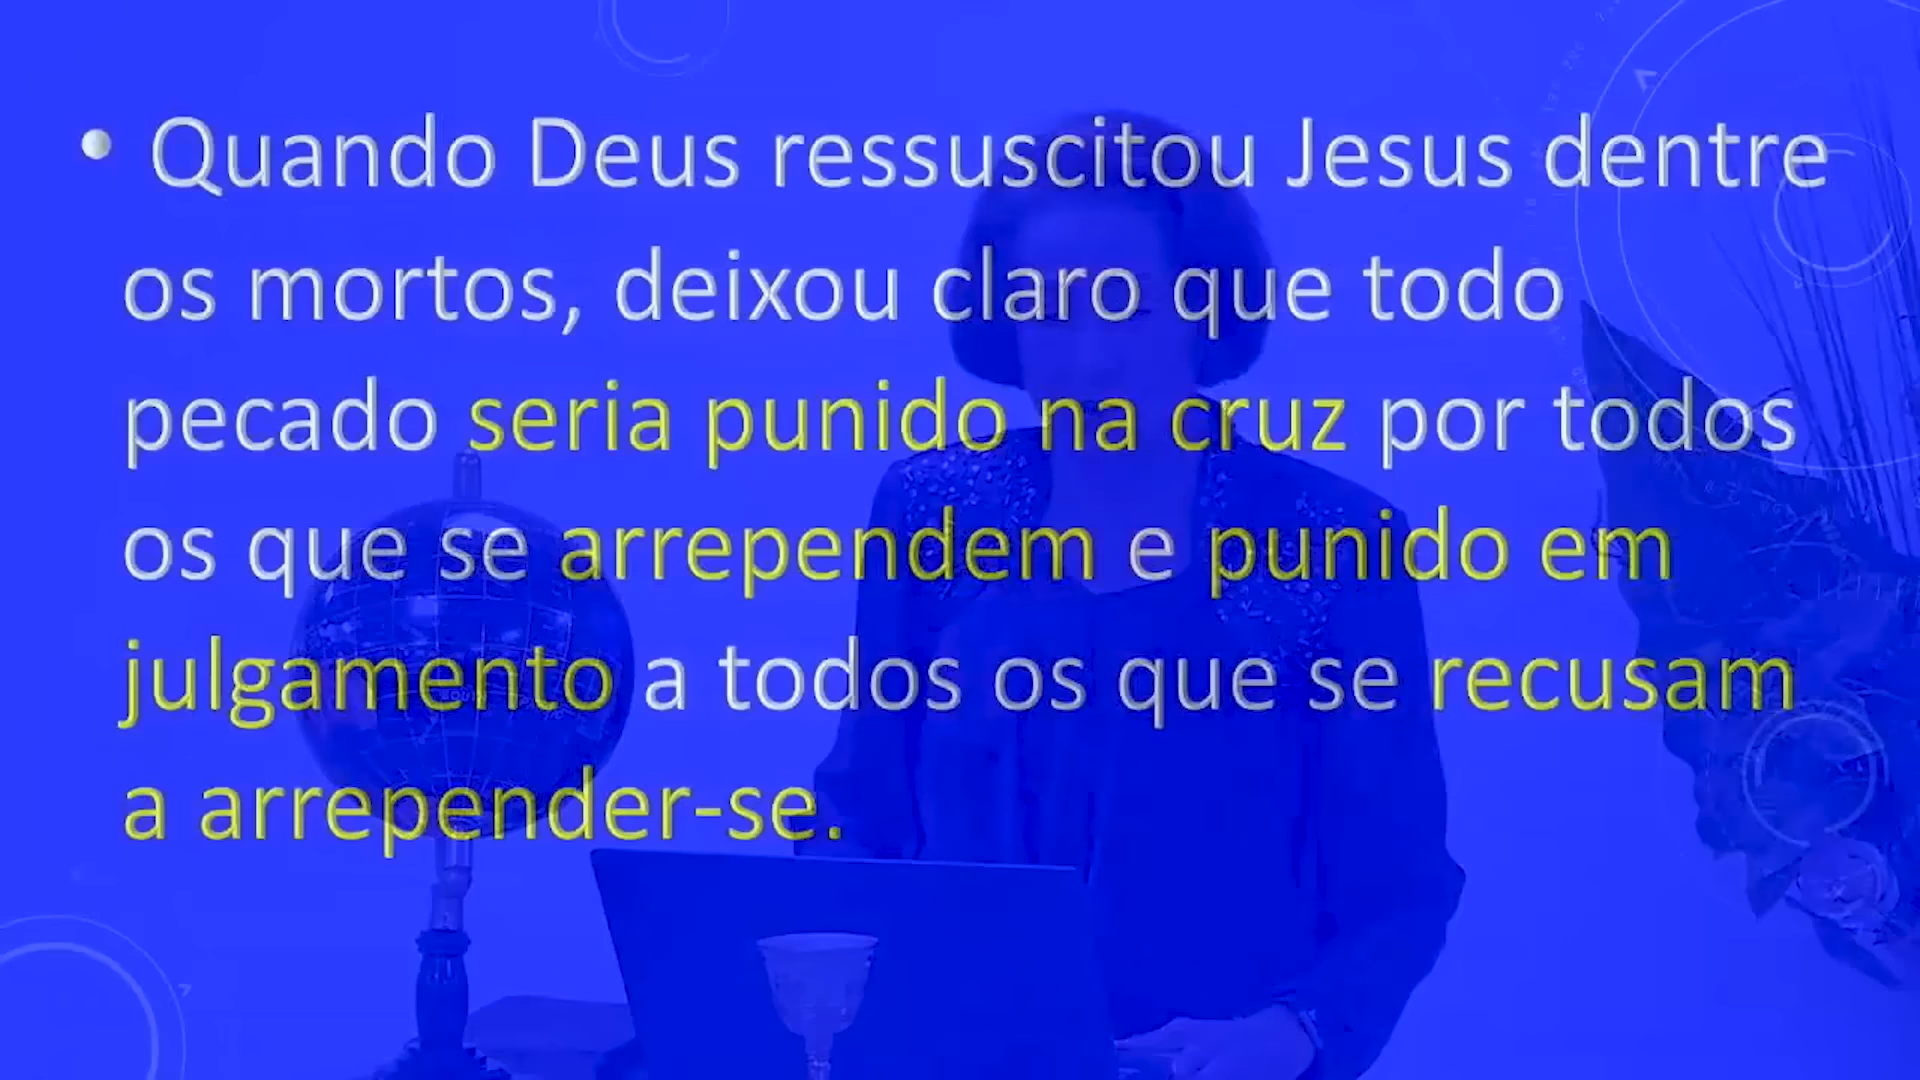 • Quando Deus ressuscitou Jesus dentre
os mortos, deixou claro que todo
pecado seria punido na cruz por todos
os que se arrependem e punido em
julgamento a todos os que se recusam
a arrepender-se.